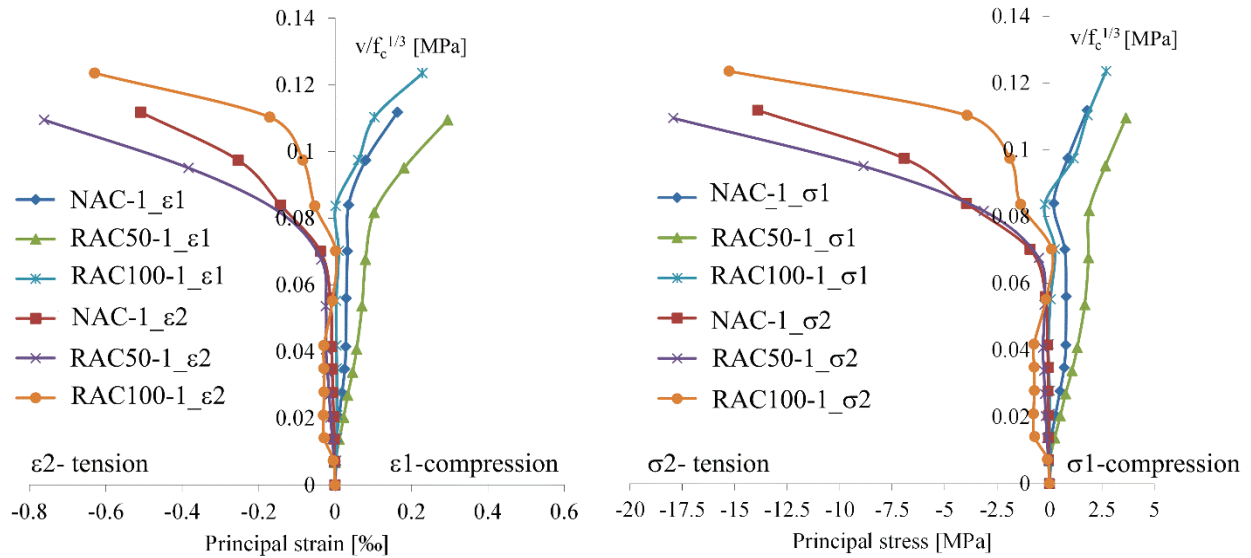 0.14
v/fc^1/3 [MPa]
0.12
0.1
0.08
0.06
0.04
0.02
0
NAC-1_ε1
RAC50-1_ε1
RAC100-1_ε1
NAC-1_ε2
RAC50-1_ε2
RAC100-1_ε2
ε2- tension
ε1-compression
-0.8 -0.6 -0.4 -0.2 0 0.2 0.4 0.6
Principal strain [‰]
0.14
v/fc^1/3 [MPa]
0.12
0.1
0.08
0.06
0.04
0.02
0
NAC-1_σ1
RAC50-1_σ1
RAC100-1_σ1
NAC-1_σ2
RAC50-1_σ2
RAC100-1_σ2
σ2- tension
σ1-compression
-20 -17.5 -15 -12.5 -10 -7.5 -5 -2.5 0 2.5 5
Principal stress [MPa]